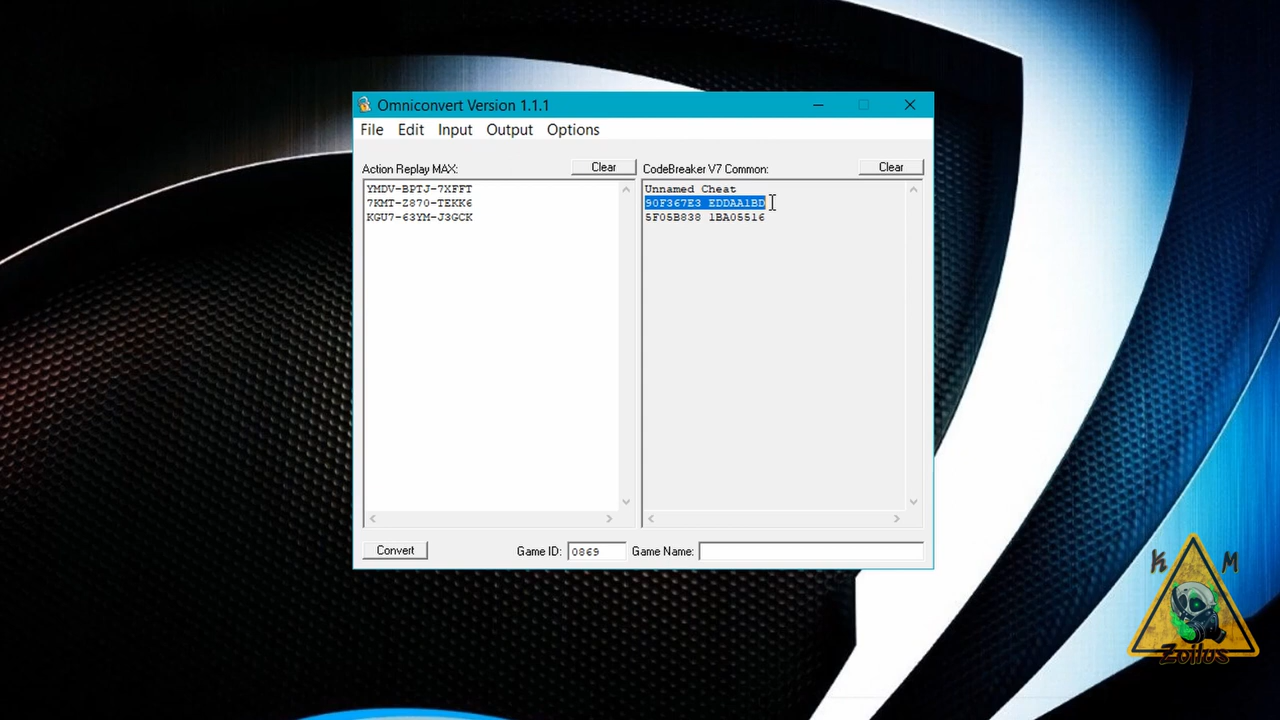 Omniconvert Version 1.1.1
File Edit Input Output Options
Action Replay MAX: Clear CodeBreaker V7 Common: Clear
YMDV-BPTJ-7XFFT
7KMT-Z870-TEKK6
KGU7-63YM-J3GCK
Unnamed Cheat
90F367E3 EDDAA1BD
5F05B838 1BA05516
Convert Game ID: 0869 Game Name:
K M
Zoilus